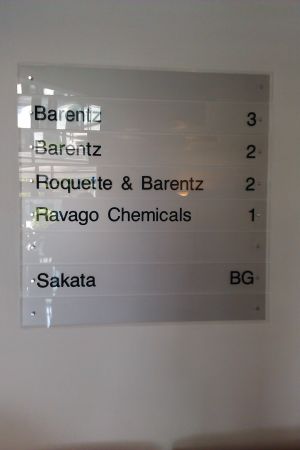 Barentz 3
Barentz 2
Roquette & Barentz 2
Ravago Chemicals 1
Sakata BG